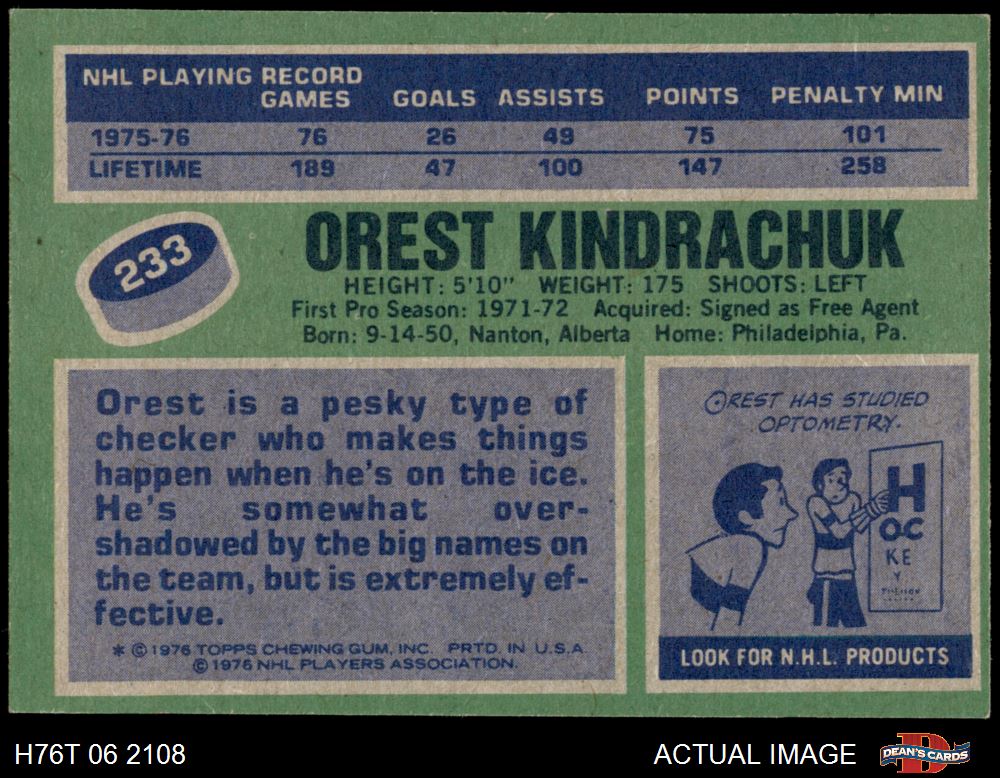 NHL PLAYING RECORD
GAMES GOALS ASSISTS POINTS PENALTY MIN
1975-76 76 26 49 75 101
LIFETIME 189 47 100 147 258
233
OREST KINDRACHUK
HEIGHT: 5'10" WEIGHT: 175 SHOOTS: LEFT
First Pro Season: 1971-72 Acquired: Signed as Free Agent
Born: 9-14-50, Nanton, Alberta Home: Philadelphia, Pa.
Orest is a pesky type of
checker who makes things
happen when he's on the ice.
He's somewhat over-
shadowed by the big names on
the team, but is extremely ef-
fective.
* © 1976 TOPPS CHEWING GUM, INC. PRTD. IN U.S.A.
© 1976 NHL PLAYERS ASSOCIATION.
OREST HAS STUDIED
OPTOMETRY.
H
OC
KE
Y
LOOK FOR N.H.L. PRODUCTS
H76T 06 2108
ACTUAL IMAGE
D
DEAN'S CARDS